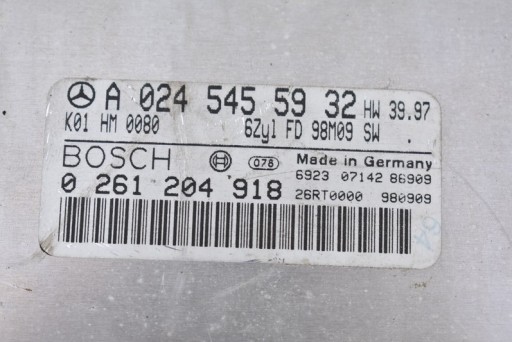 A 024 545 59 32 HW 39.97
K01 HM 0080 6Zyl FD 98M09 SW
BOSCH 078 Made in Germany
6923 07142 86909
0 261 204 918 26RT0000 980909